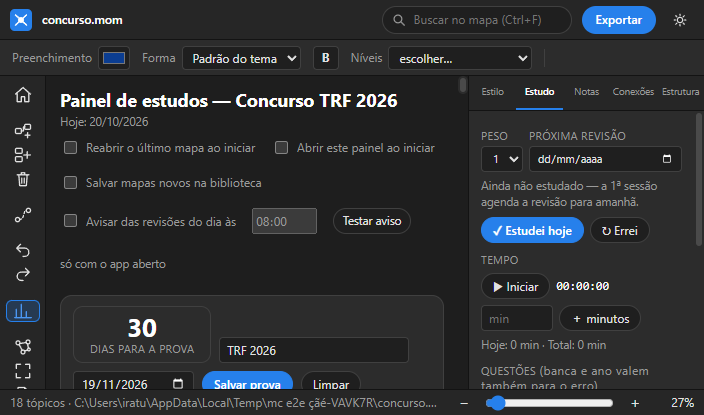 concurso.mom
Buscar no mapa (Ctrl+F)
Exportar
Preenchimento Forma Padrão do tema B Níveis escolher...
Painel de estudos — Concurso TRF 2026
Hoje: 20/10/2026
Reabrir o último mapa ao iniciar Abrir este painel ao iniciar
Salvar mapas novos na biblioteca
Avisar das revisões do dia às 08:00 Testar aviso
só com o app aberto
30
DIAS PARA A PROVA
TRF 2026
19/11/2026 Salvar prova Limpar
Estilo Estudo Notas Conexões Estrutura
PESO PRÓXIMA REVISÃO
1 dd/mm/aaaa
Ainda não estudado — a 1ª sessão
agenda a revisão para amanhã.
✓ Estudei hoje ↻ Errei
TEMPO
▶ Iniciar 00:00:00
min + minutos
Hoje: 0 min · Total: 0 min
QUESTÕES (banca e ano valem
também para o erro)
18 tópicos · C:\Users\iratu\AppData\Local\Temp\mc e2e çãé-VAVK7R\concurso.... − + 27%